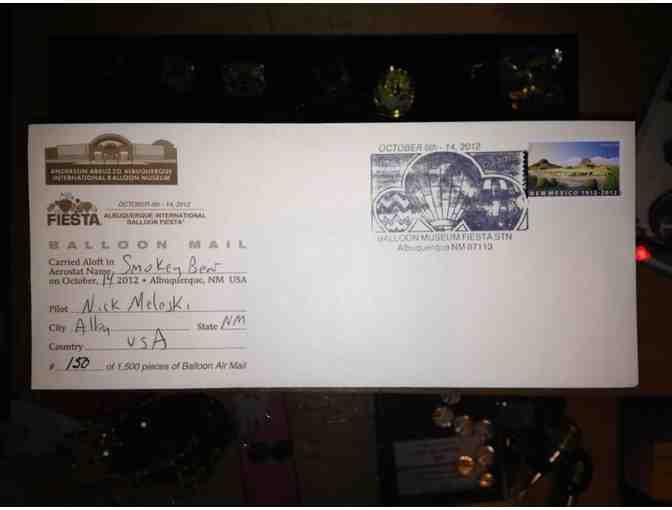 ANDERSON ABRUZZO ALBUQUERQUE
INTERNATIONAL BALLOON MUSEUM
OCTOBER 6th - 14, 2012
FIESTA
ALBUQUERQUE INTERNATIONAL
BALLOON FIESTA®
BALLOON MAIL
Carried Aloft in
Aerostat Name, Smokey Bear
on October, 14 2012 • Albuquerque, NM USA
Pilot Nick Meleski
City Albq State NM
Country USA
# 150 of 1,500 pieces of Balloon Air Mail
OCTOBER 6th - 14, 2012
BALLOON MUSEUM FIESTA STN
Albuquerque NM 87113
NEW MEXICO 1912-2012